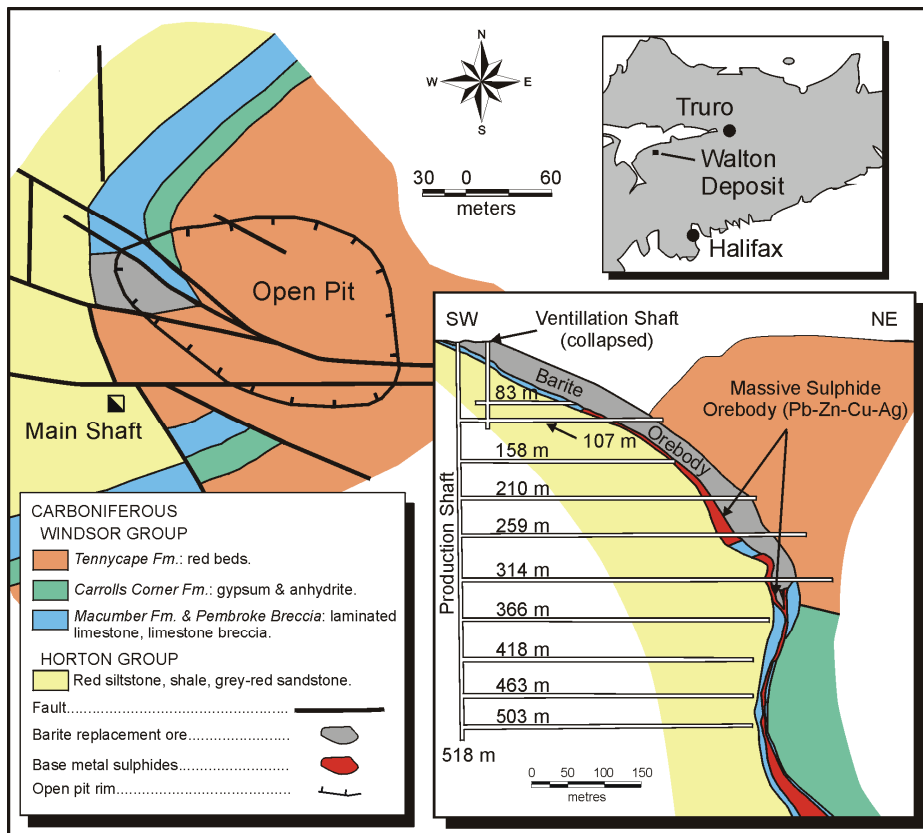 N
W
E
S
30 0 60
meters
Open Pit
Main Shaft
Truro
Walton
Deposit
Halifax
SW
NE
Ventillation Shaft
(collapsed)
Barite
Orebody
Massive Sulphide
Orebody (Pb-Zn-Cu-Ag)
Production Shaft
83 m
107 m
158 m
210 m
259 m
314 m
366 m
418 m
463 m
503 m
518 m
0 50 100 150
metres
CARBONIFEROUS
WINDSOR GROUP
Tennycape Fm.: red beds.
Carrolls Corner Fm.: gypsum & anhydrite.
Macumber Fm. & Pembroke Breccia: laminated
limestone, limestone breccia.
HORTON GROUP
Red siltstone, shale, grey-red sandstone.
Fault
Barite replacement ore
Base metal sulphides
Open pit rim